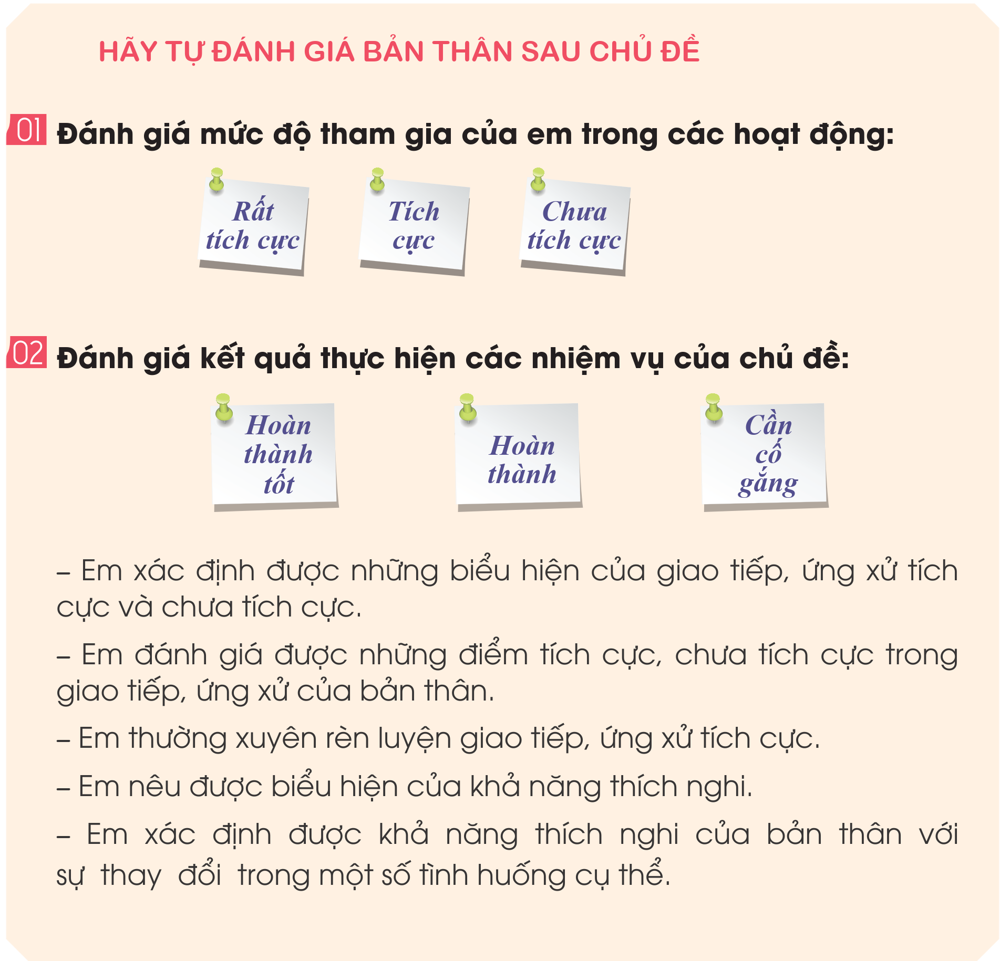 HÃY TỰ ĐÁNH GIÁ BẢN THÂN SAU CHỦ ĐỀ
01 Đánh giá mức độ tham gia của em trong các hoạt động:
Rất
tích cực
Tích
cực
Chưa
tích cực
02 Đánh giá kết quả thực hiện các nhiệm vụ của chủ đề:
Hoàn
thành
tốt
Hoàn
thành
Cần
cố
gắng
– Em xác định được những biểu hiện của giao tiếp, ứng xử tích
cực và chưa tích cực.
– Em đánh giá được những điểm tích cực, chưa tích cực trong
giao tiếp, ứng xử của bản thân.
– Em thường xuyên rèn luyện giao tiếp, ứng xử tích cực.
– Em nêu được biểu hiện của khả năng thích nghi.
– Em xác định được khả năng thích nghi của bản thân với
sự thay đổi trong một số tình huống cụ thể.